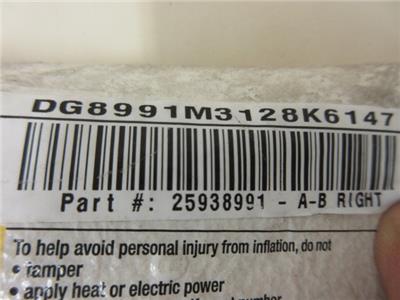 DG8991M3128K6147
Part #: 25938991 - A-B RIGHT
To help avoid personal injury from inflation, do not
• tamper
• apply heat or electric power